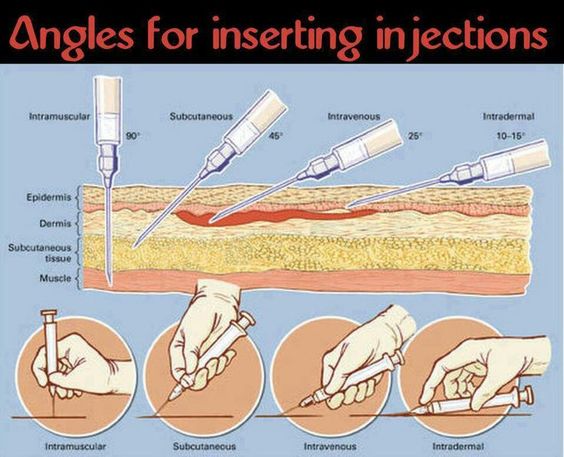 Angles for inserting injections
Intramuscular
Subcutaneous
Intravenous
Intradermal
90°
45°
25°
10-15°
Epidermis
Dermis
Subcutaneous
tissue
Muscle
Intramuscular
Subcutaneous
Intravenous
Intradermal